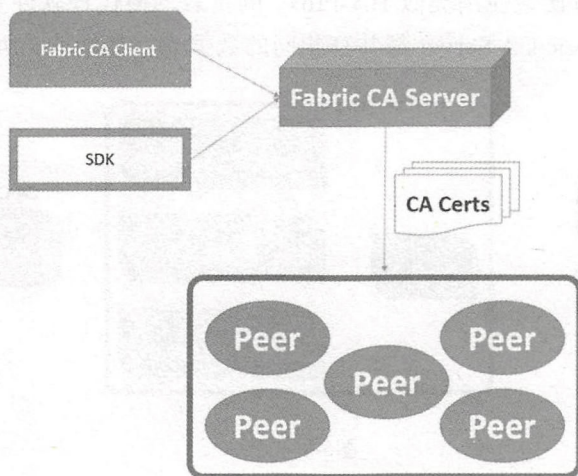 Fabric CA Client
Fabric CA Server
SDK
CA Certs
Peer
Peer
Peer
Peer
Peer